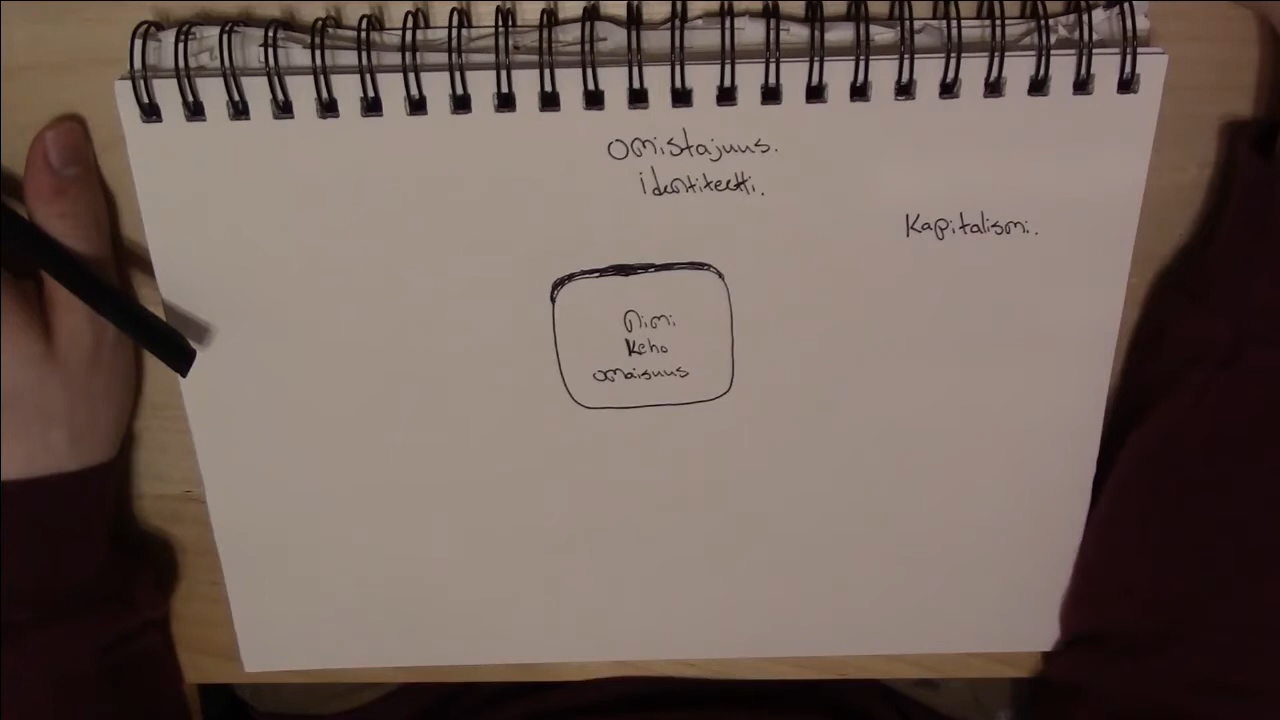 omistajuus.
identiteetti.
Kapitalismi.
Nimi
Keho
omaisuus